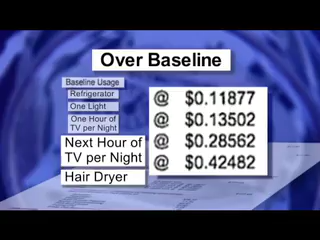 Over Baseline
Baseline Usage
Refrigerator
One Light
One Hour of
TV per Night
Next Hour of
TV per Night
Hair Dryer
@ $0.11877
@ $0.13502
@ $0.28562
@ $0.42482